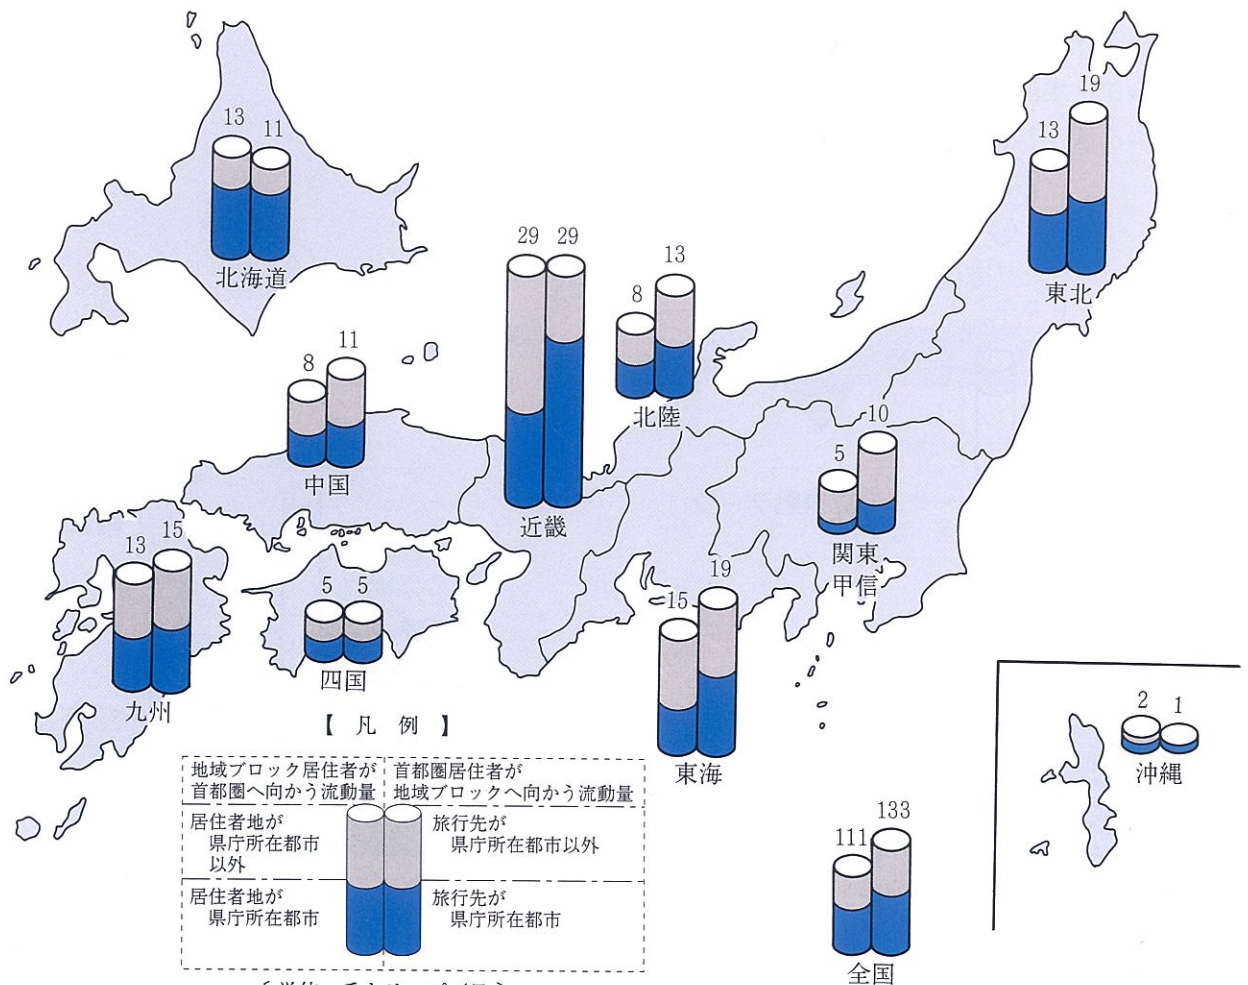 13 11
北海道
13 19
東北
29 29
近畿
8 13
北陸
8 11
中国
5 10
関東
甲信
13 15
九州
5 5
四国
15 19
東海
2 1
沖縄
111 133
全国
【 凡 例 】
地域ブロック居住者が
首都圏へ向かう流動量
首都圏居住者が
地域ブロックへ向かう流動量
居住者地が
県庁所在都市
以外
旅行先が
県庁所在都市以外
居住者地が
県庁所在都市
旅行先が
県庁所在都市